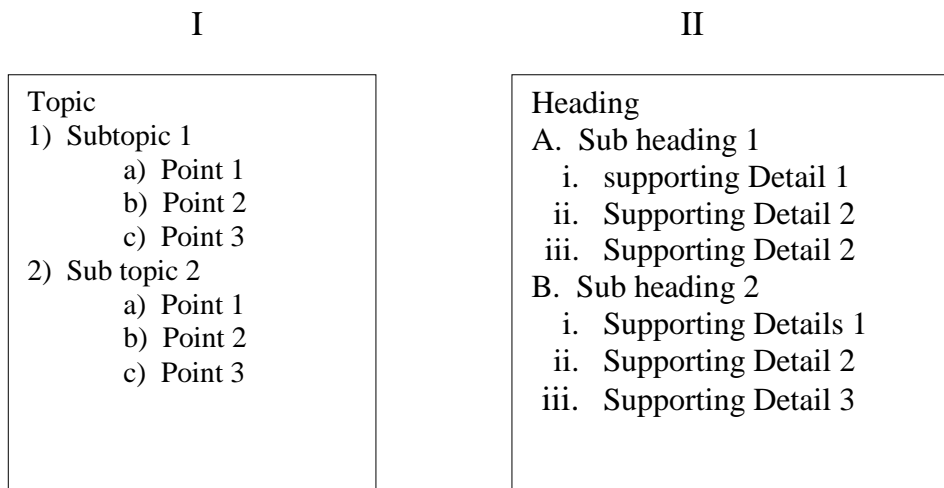 I
II
Topic
1) Subtopic 1
a) Point 1
b) Point 2
c) Point 3
2) Sub topic 2
a) Point 1
b) Point 2
c) Point 3
Heading
A. Sub heading 1
i. supporting Detail 1
ii. Supporting Detail 2
iii. Supporting Detail 2
B. Sub heading 2
i. Supporting Details 1
ii. Supporting Detail 2
iii. Supporting Detail 3